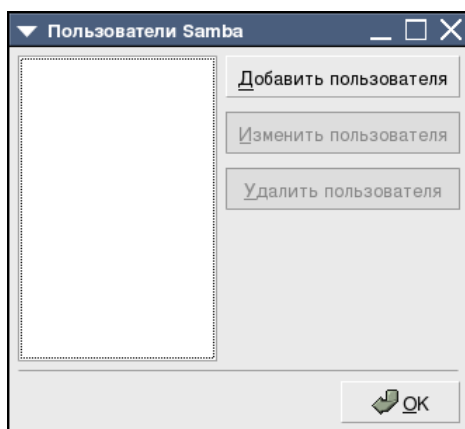 Пользователи Samba
Добавить пользователя
Изменить пользователя
Удалить пользователя
OK